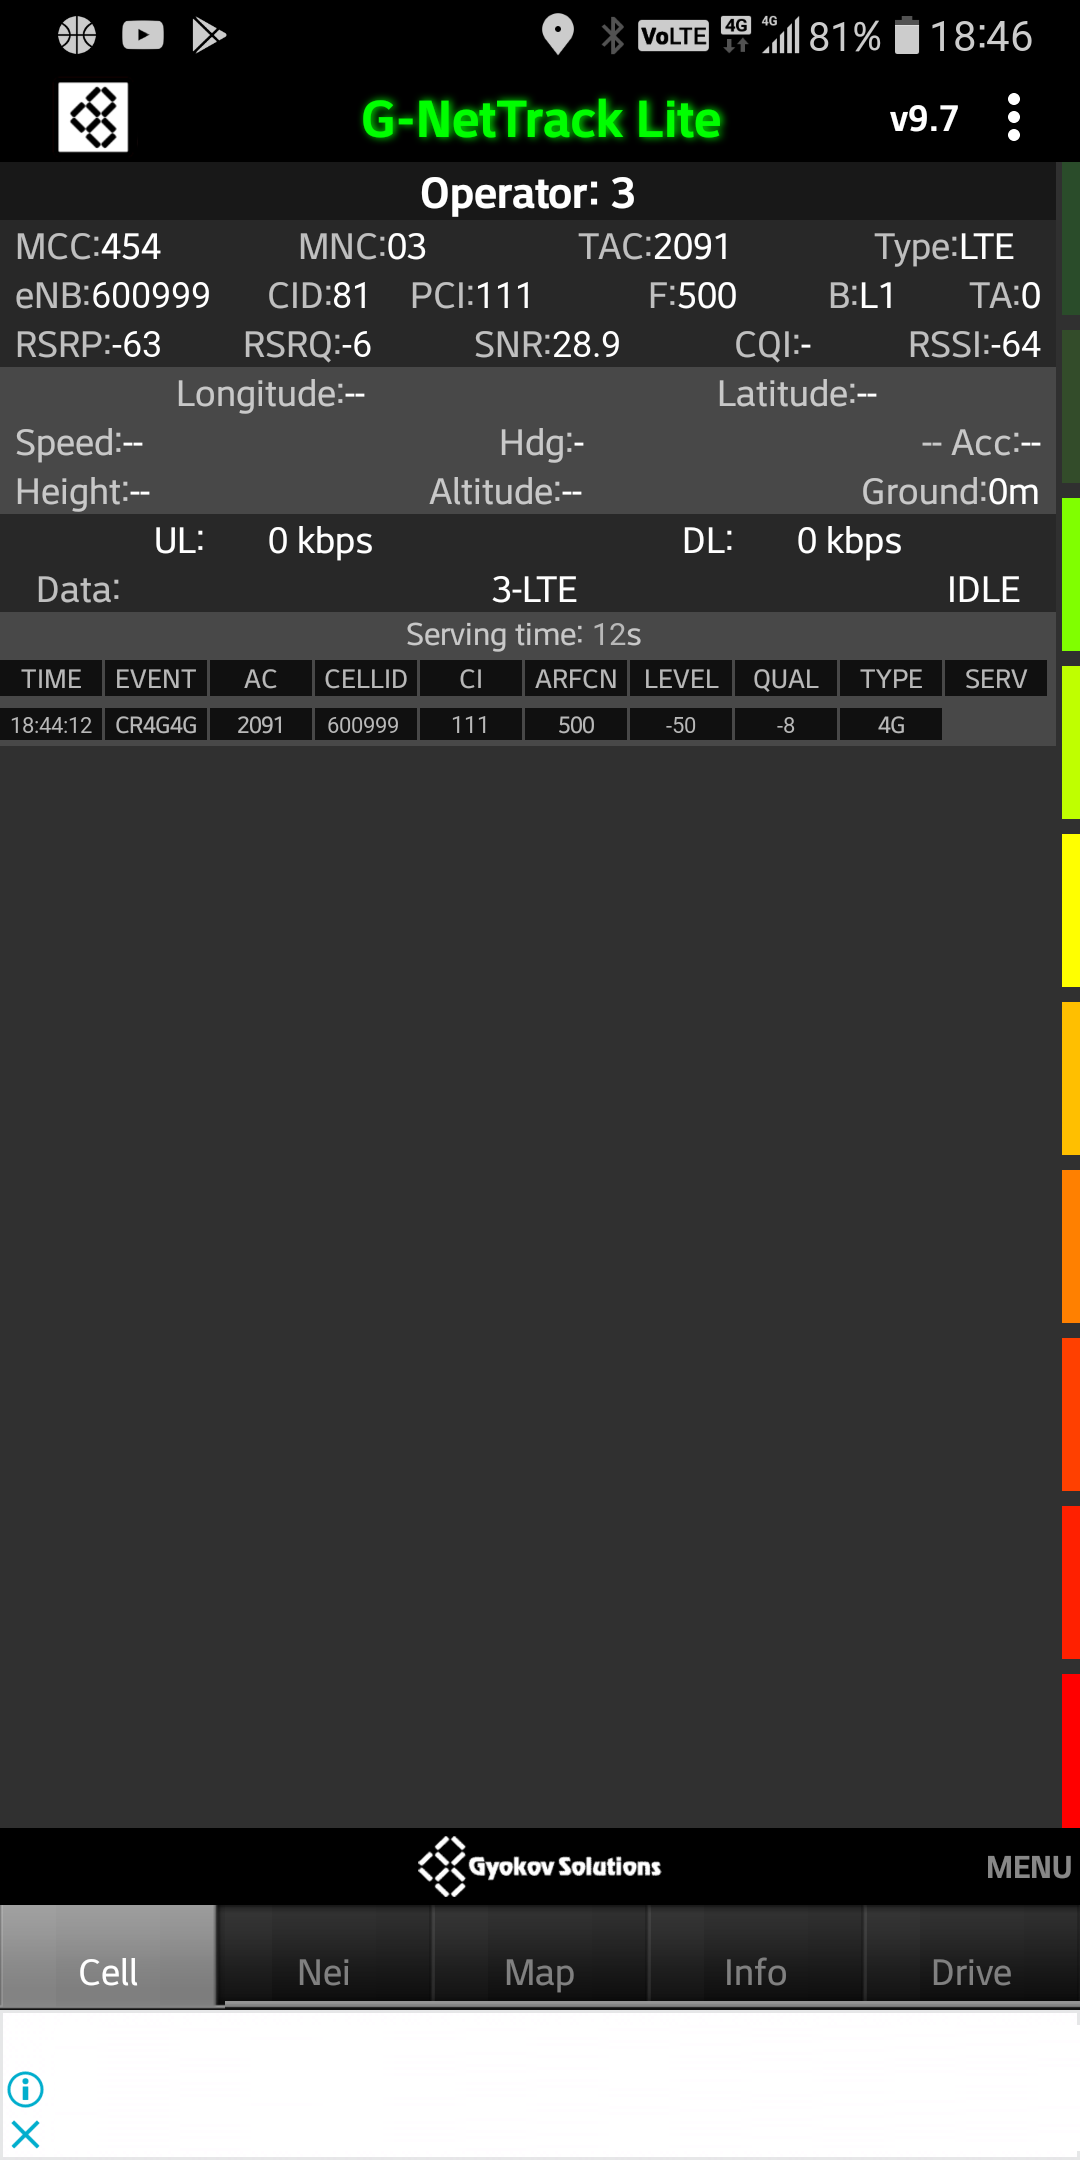 VoLTE 4G 4G 81% 18:46
G-NetTrack Lite v9.7
Operator: 3
MCC:454 MNC:03 TAC:2091 Type:LTE
eNB:600999 CID:81 PCI:111 F:500 B:L1 TA:0
RSRP:-63 RSRQ:-6 SNR:28.9 CQI:- RSSI:-64
Longitude:-- Latitude:--
Speed:-- Hdg:- -- Acc:--
Height:-- Altitude:-- Ground:0m
UL: 0 kbps DL: 0 kbps
Data: 3-LTE IDLE
Serving time: 12s
TIME EVENT AC CELLID CI ARFCN LEVEL QUAL TYPE SERV
18:44:12 CR4G4G 2091 600999 111 500 -50 -8 4G
Gyokov Solutions MENU
Cell Nei Map Info Drive